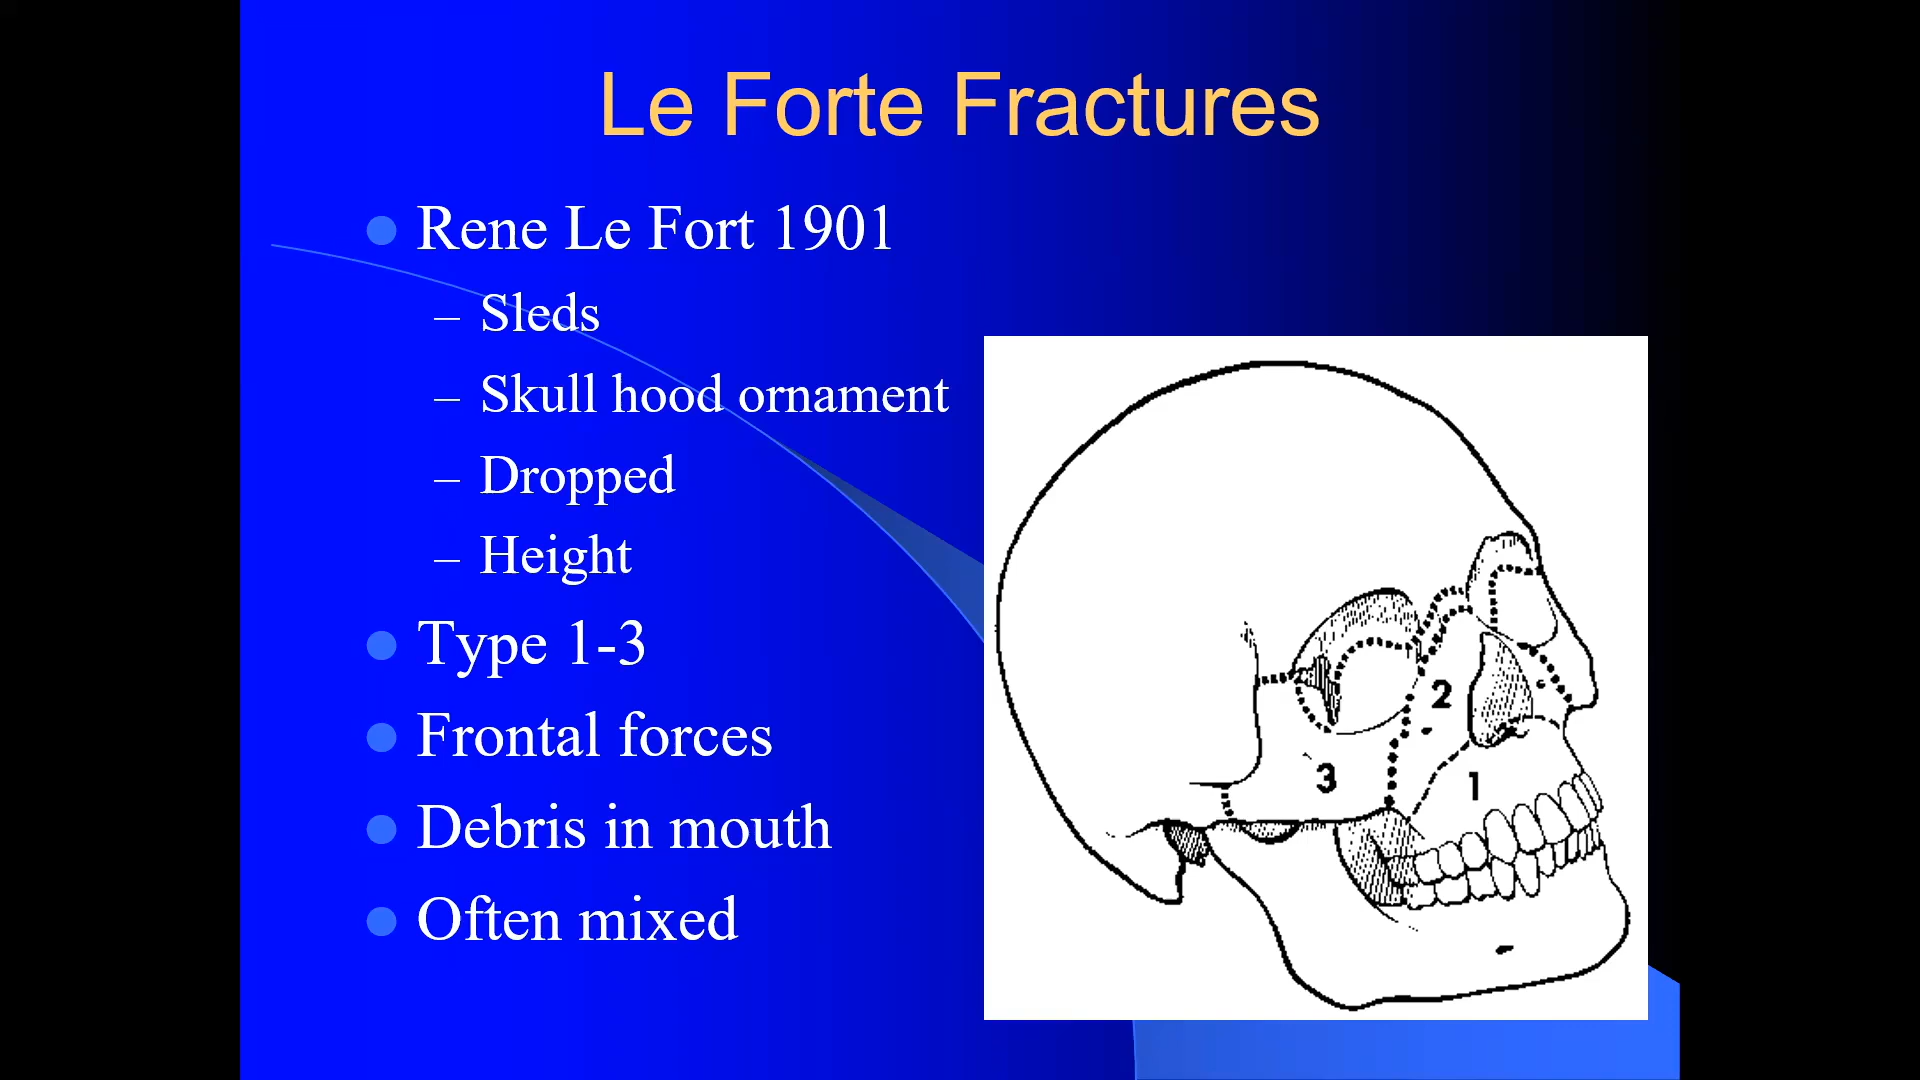 Le Forte Fractures
Rene Le Fort 1901
– Sleds
– Skull hood ornament
– Dropped
– Height
Type 1-3
Frontal forces
Debris in mouth
Often mixed
2
3
1